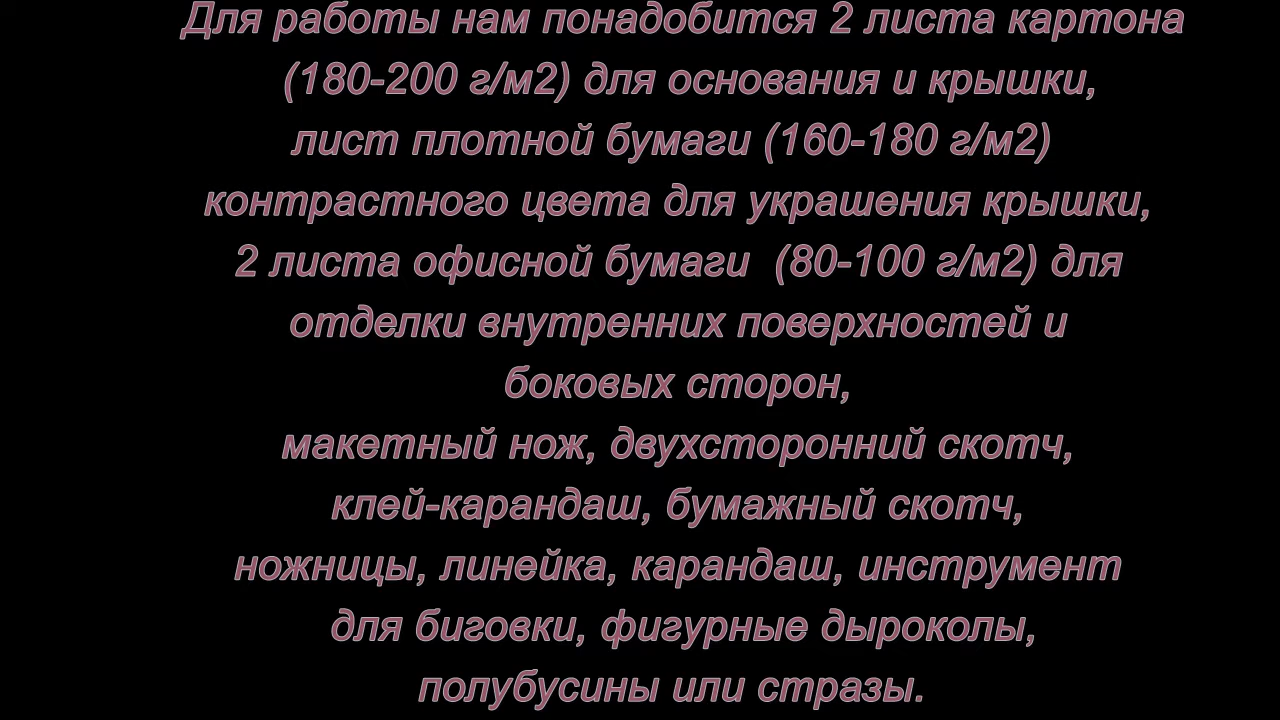 Для работы нам понадобится 2 листа картона
(180-200 г/м2) для основания и крышки,
лист плотной бумаги (160-180 г/м2)
контрастного цвета для украшения крышки,
2 листа офисной бумаги  (80-100 г/м2) для
отделки внутренних поверхностей и
боковых сторон,
макетный нож, двухсторонний скотч,
клей-карандаш, бумажный скотч,
ножницы, линейка, карандаш, инструмент
для биговки, фигурные дыроколы,
полубусины или стразы.